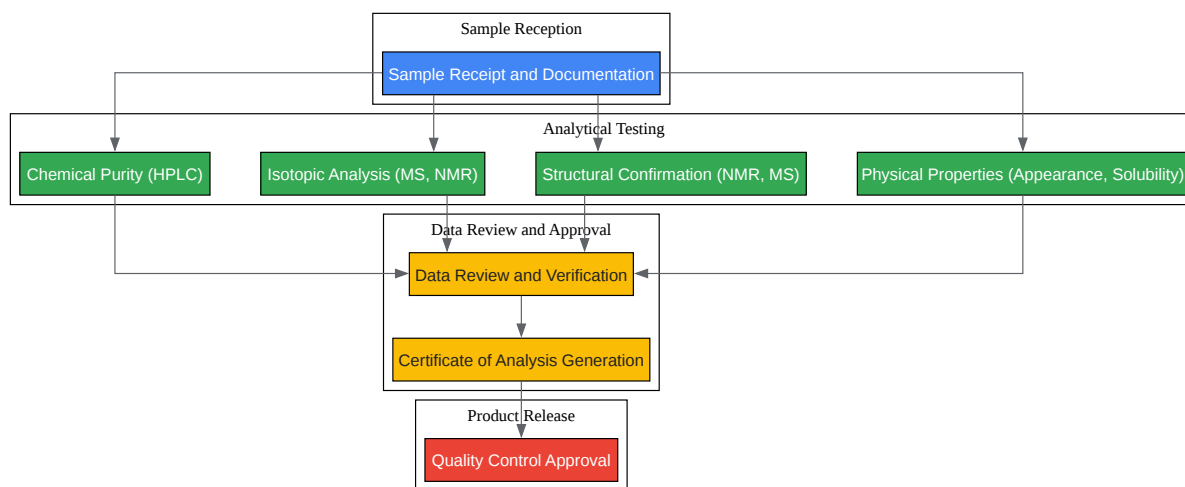 Sample Reception
Sample Receipt and Documentation
Analytical Testing
Chemical Purity (HPLC)
Isotopic Analysis (MS, NMR)
Structural Confirmation (NMR, MS)
Physical Properties (Appearance, Solubility)
Data Review and Approval
Data Review and Verification
Certificate of Analysis Generation
Product Release
Quality Control Approval